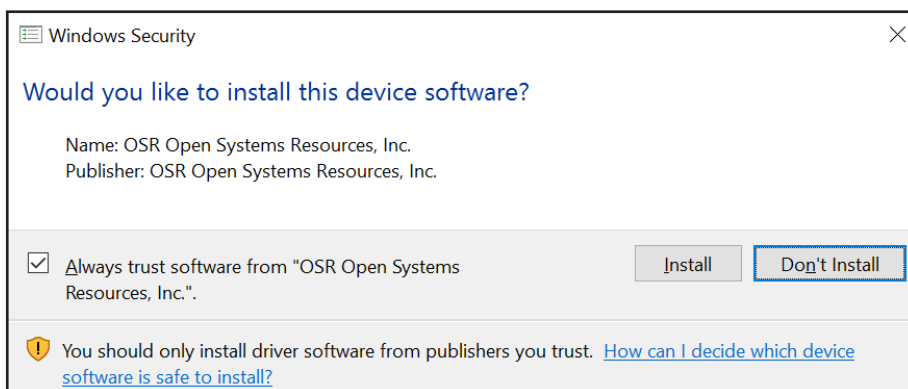 Windows Security
Would you like to install this device software?
Name: OSR Open Systems Resources, Inc.
Publisher: OSR Open Systems Resources, Inc.
Always trust software from "OSR Open Systems
Resources, Inc.".
Install
Don't Install
You should only install driver software from publishers you trust. How can I decide which device
software is safe to install?